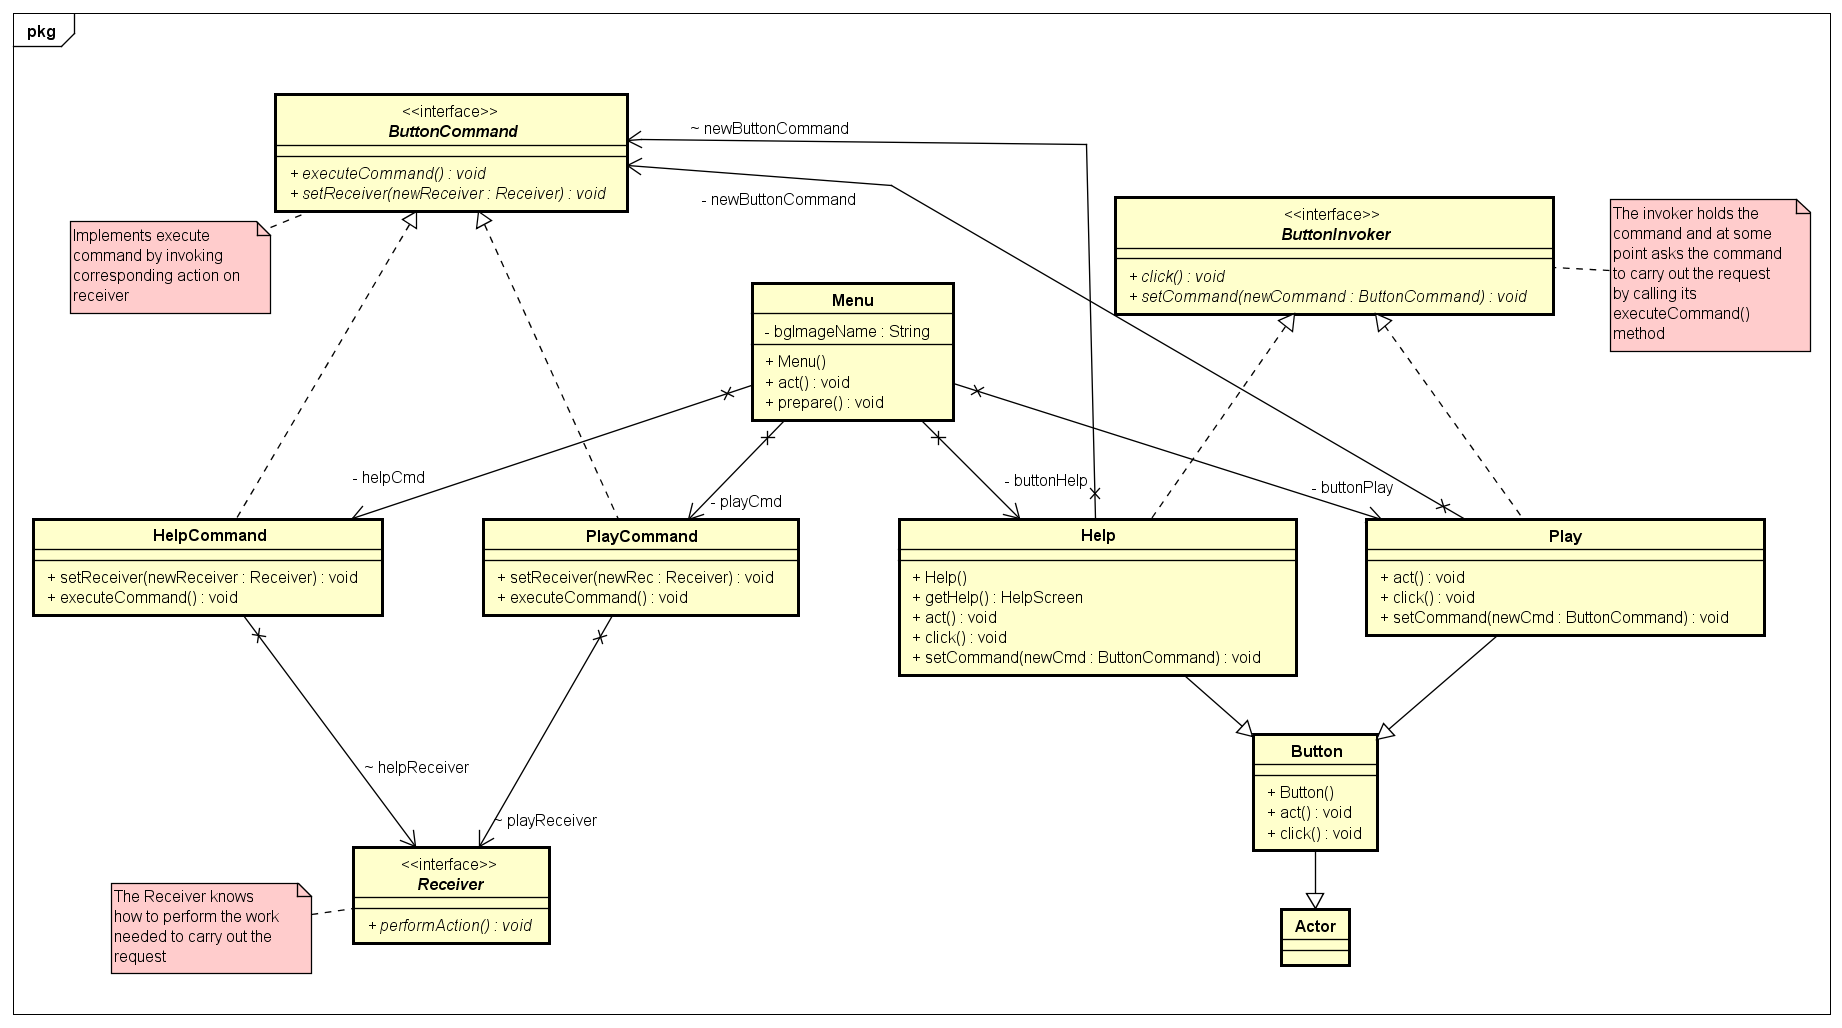 pkg
<<interface>>
ButtonCommand
+ executeCommand() : void
+ setReceiver(newReceiver : Receiver) : void
~ newButtonCommand
- newButtonCommand
<<interface>>
ButtonInvoker
+ click() : void
+ setCommand(newCommand : ButtonCommand) : void
The invoker holds the
command and at some
point asks the command
to carry out the request
by calling its
executeCommand()
method
Implements execute
command by invoking
corresponding action on
receiver
Menu
- bgImageName : String
+ Menu()
+ act() : void
+ prepare() : void
- helpCmd
- playCmd
- buttonHelp
- buttonPlay
HelpCommand
+ setReceiver(newReceiver : Receiver) : void
+ executeCommand() : void
PlayCommand
+ setReceiver(newRec : Receiver) : void
+ executeCommand() : void
Help
+ Help()
+ getHelp() : HelpScreen
+ act() : void
+ click() : void
+ setCommand(newCmd : ButtonCommand) : void
Play
+ act() : void
+ click() : void
+ setCommand(newCmd : ButtonCommand) : void
~ helpReceiver
~ playReceiver
Button
+ Button()
+ act() : void
+ click() : void
<<interface>>
Receiver
+ performAction() : void
The Receiver knows
how to perform the work
needed to carry out the
request
Actor